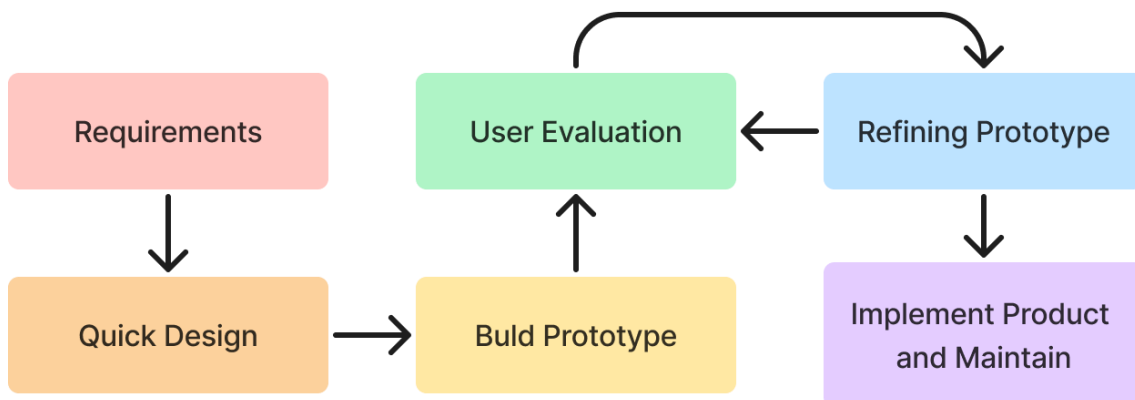 Requirements
User Evaluation
Refining Prototype
Quick Design
Buld Prototype
Implement Product
and Maintain